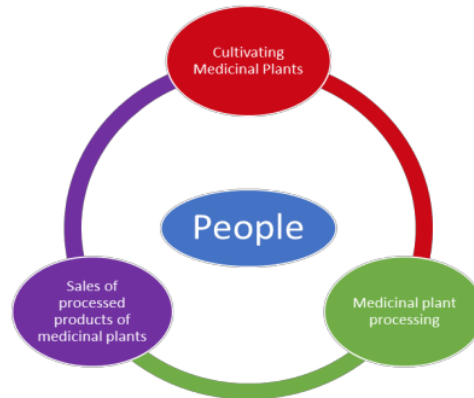 Cultivating
Medicinal Plants
People
Sales of
processed
products of
medicinal plants
Medicinal plant
processing